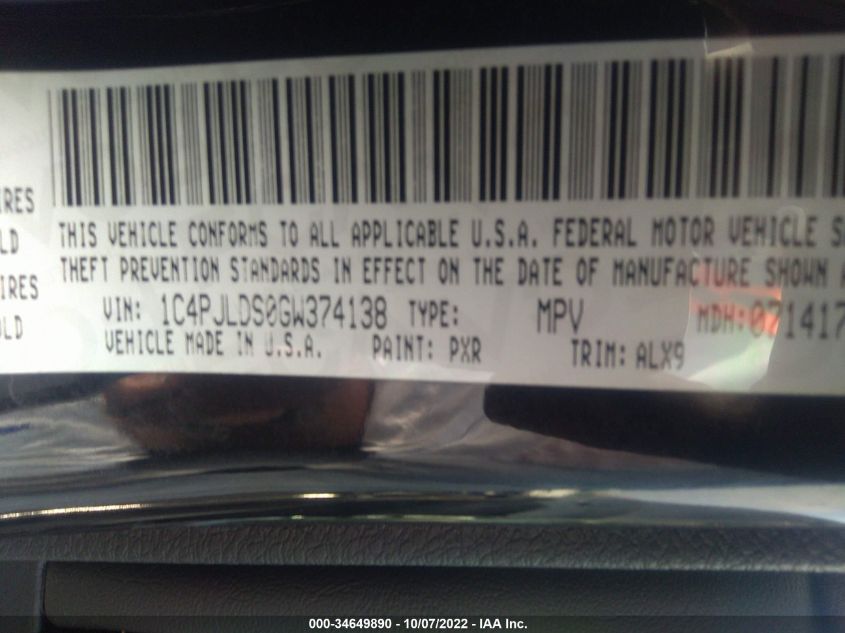 IRES
LD
IRES
OLD
THIS VEHICLE CONFORMS TO ALL APPLICABLE U.S.A. FEDERAL MOTOR VEHICLE S
THEFT PREVENTION STANDARDS IN EFFECT ON THE DATE OF MANUFACTURE SHOWN A
VIN: 1C4PJLDS0GW374138 TYPE: MPV MDH:071417
VEHICLE MADE IN U.S.A. PAINT: PXR TRIM: ALX9
000-34649890 - 10/07/2022 - IAA Inc.